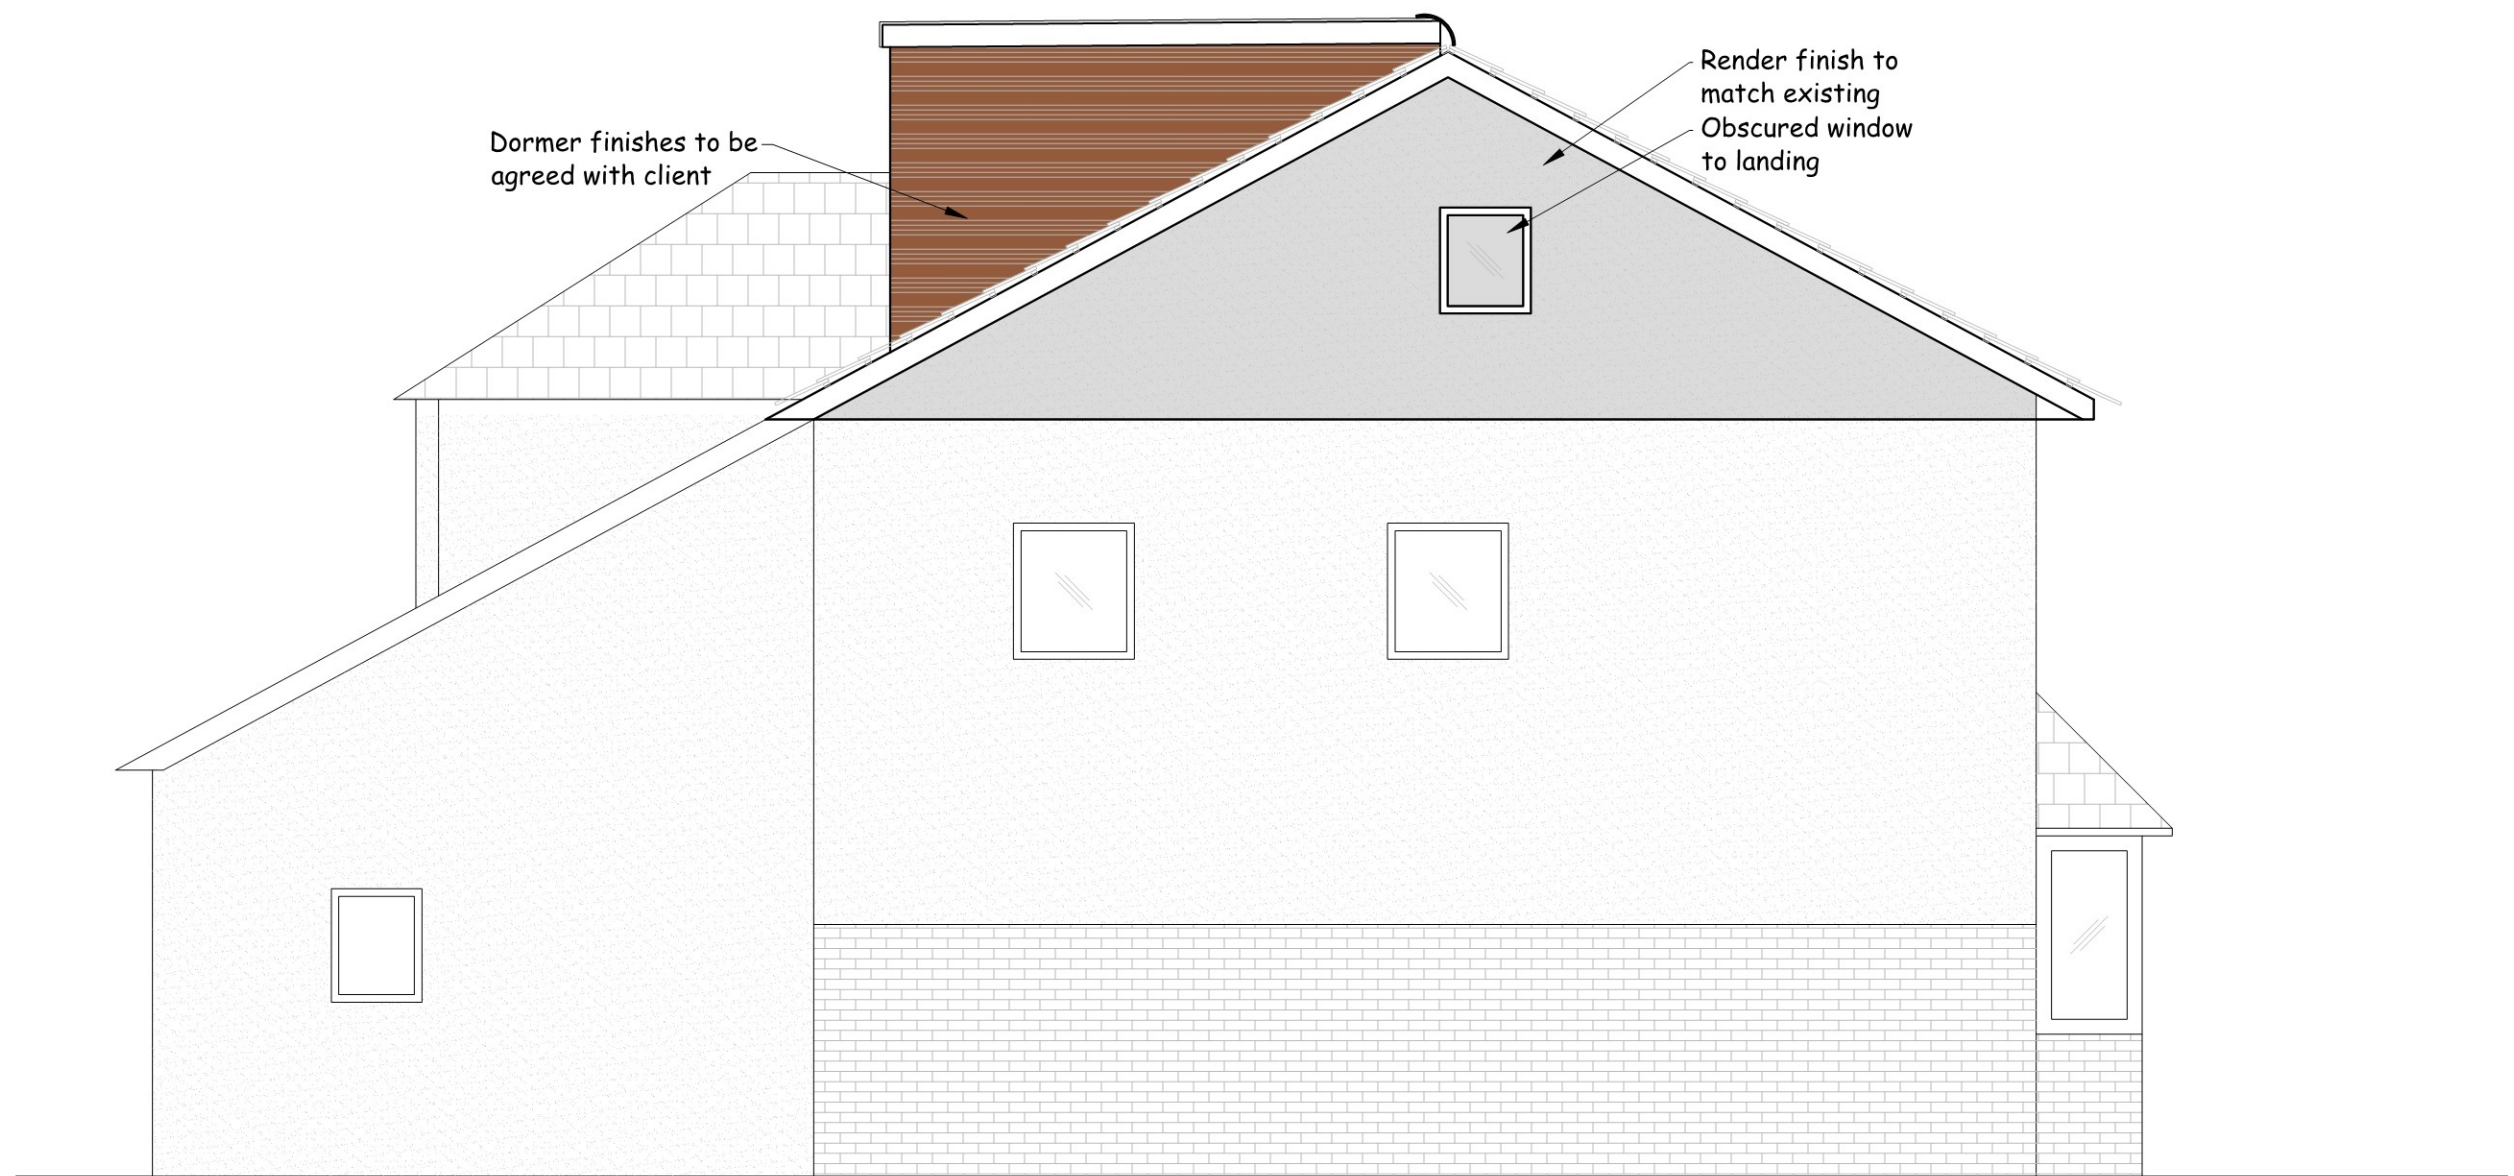 Render finish to
match existing
Obscured window
to landing
Dormer finishes to be
agreed with client